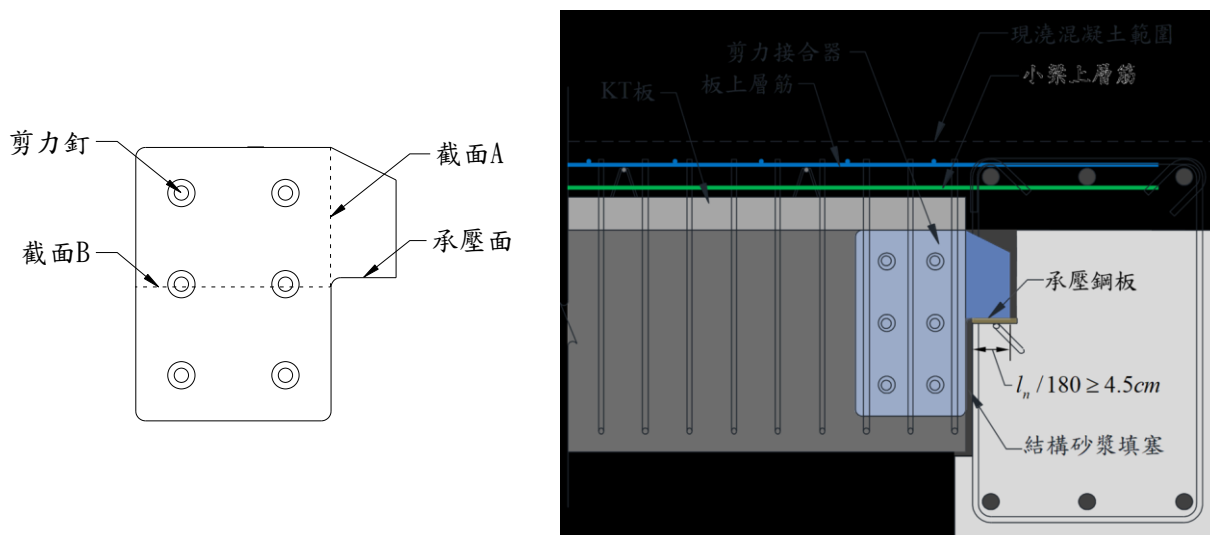 剪力釘
截面A
截面B
承壓面
現澆混凝土範圍
剪力接合器
小梁上層筋
KT板
板上層筋
承壓鋼板
lₙ/180≥4.5cm
結構砂漿填塞